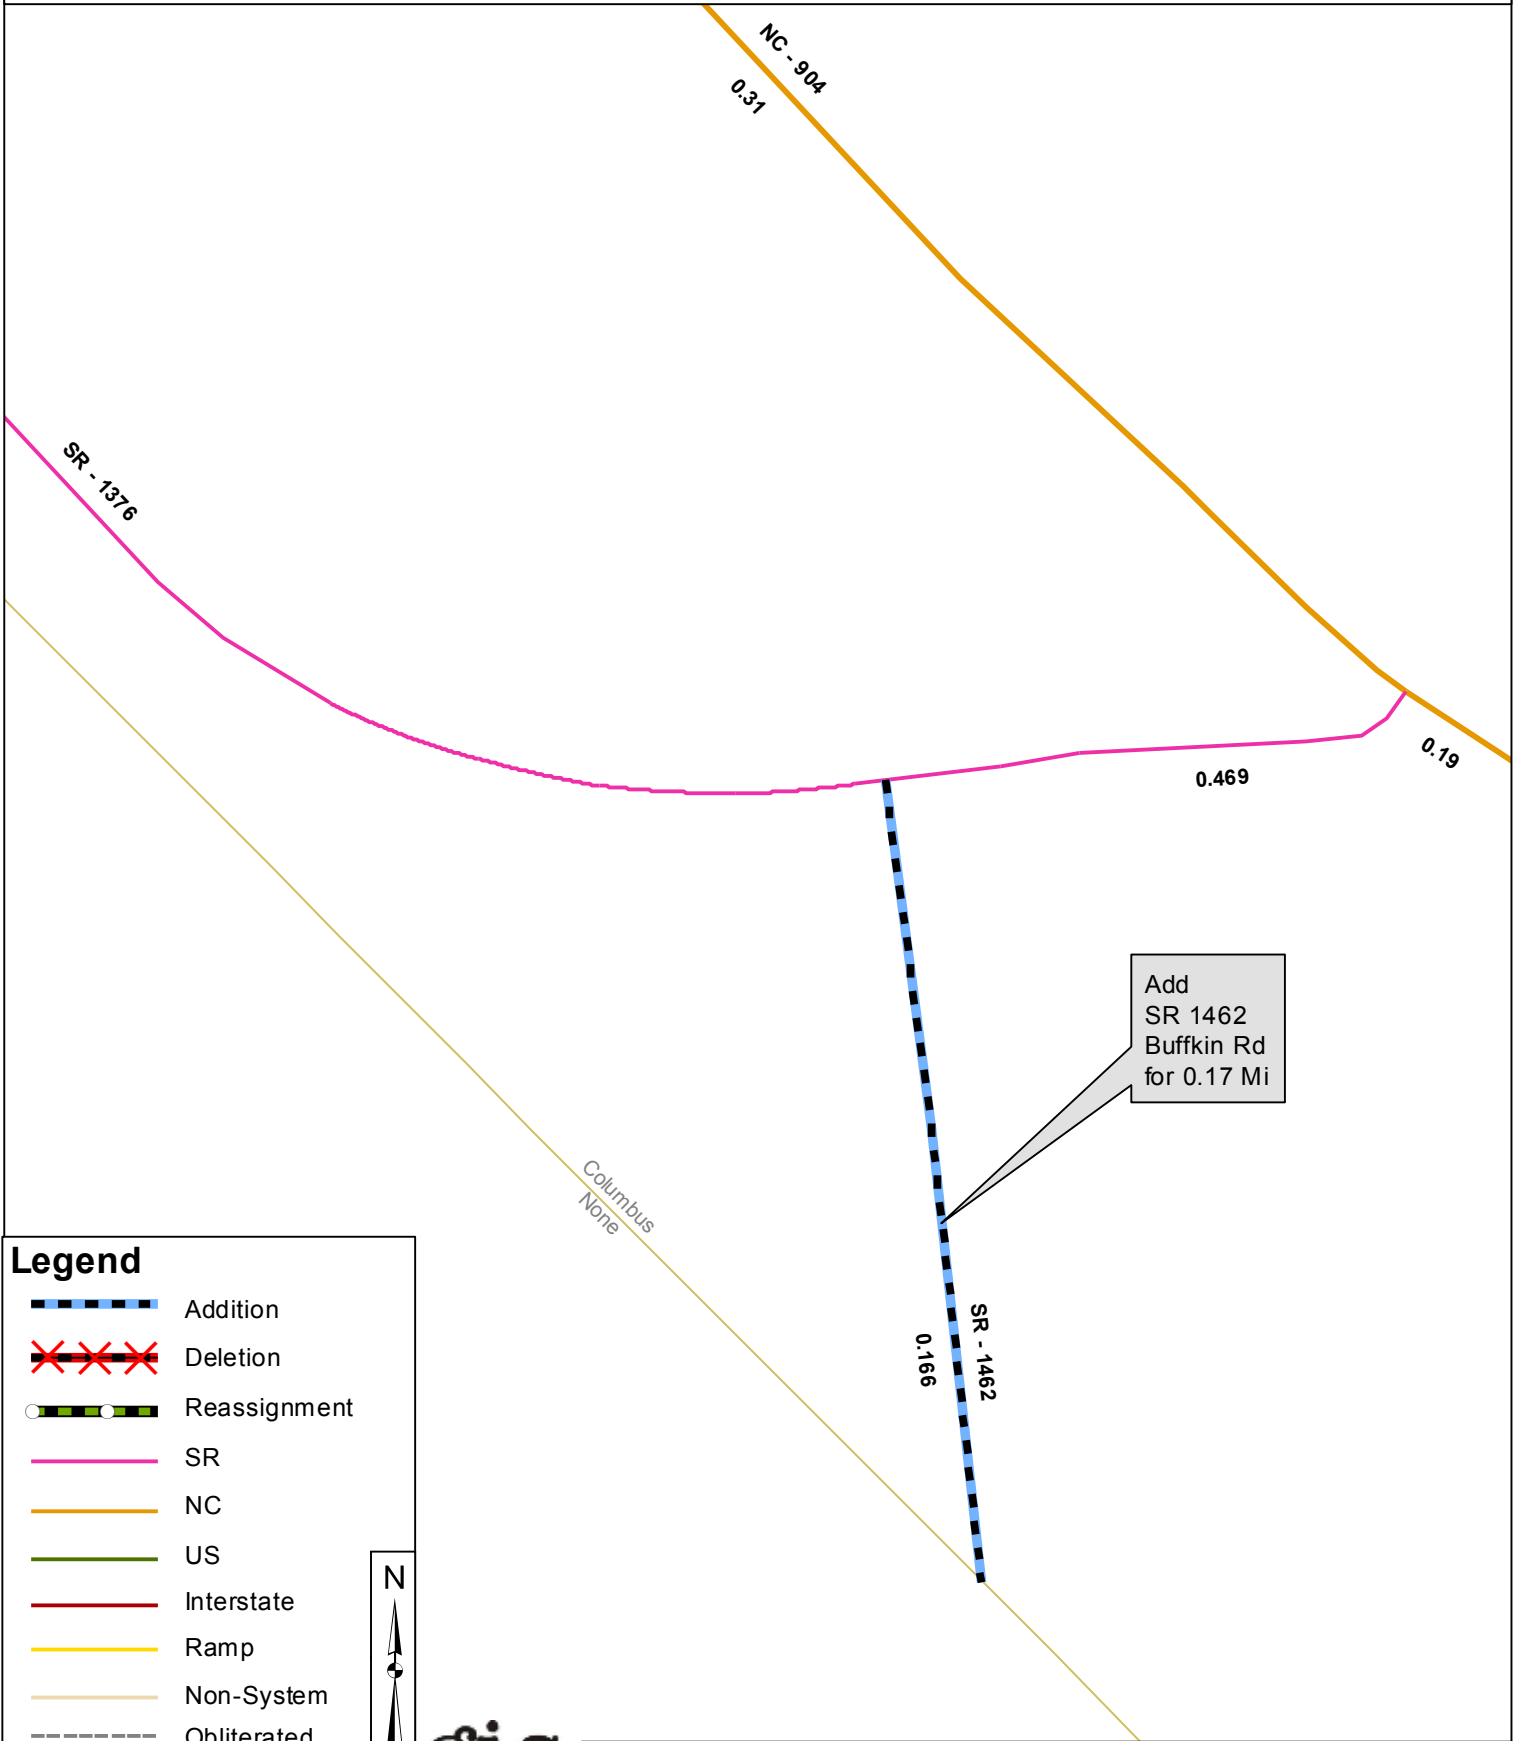 NC - 904
0.31
SR - 1376
0.19
0.469
Add
SR 1462
Buffkin Rd
for 0.17 Mi
Columbus
None
SR - 1462
0.166
Legend
Addition
Deletion
Reassignment
SR
NC
US
Interstate
Ramp
Non-System
Obliterated
N